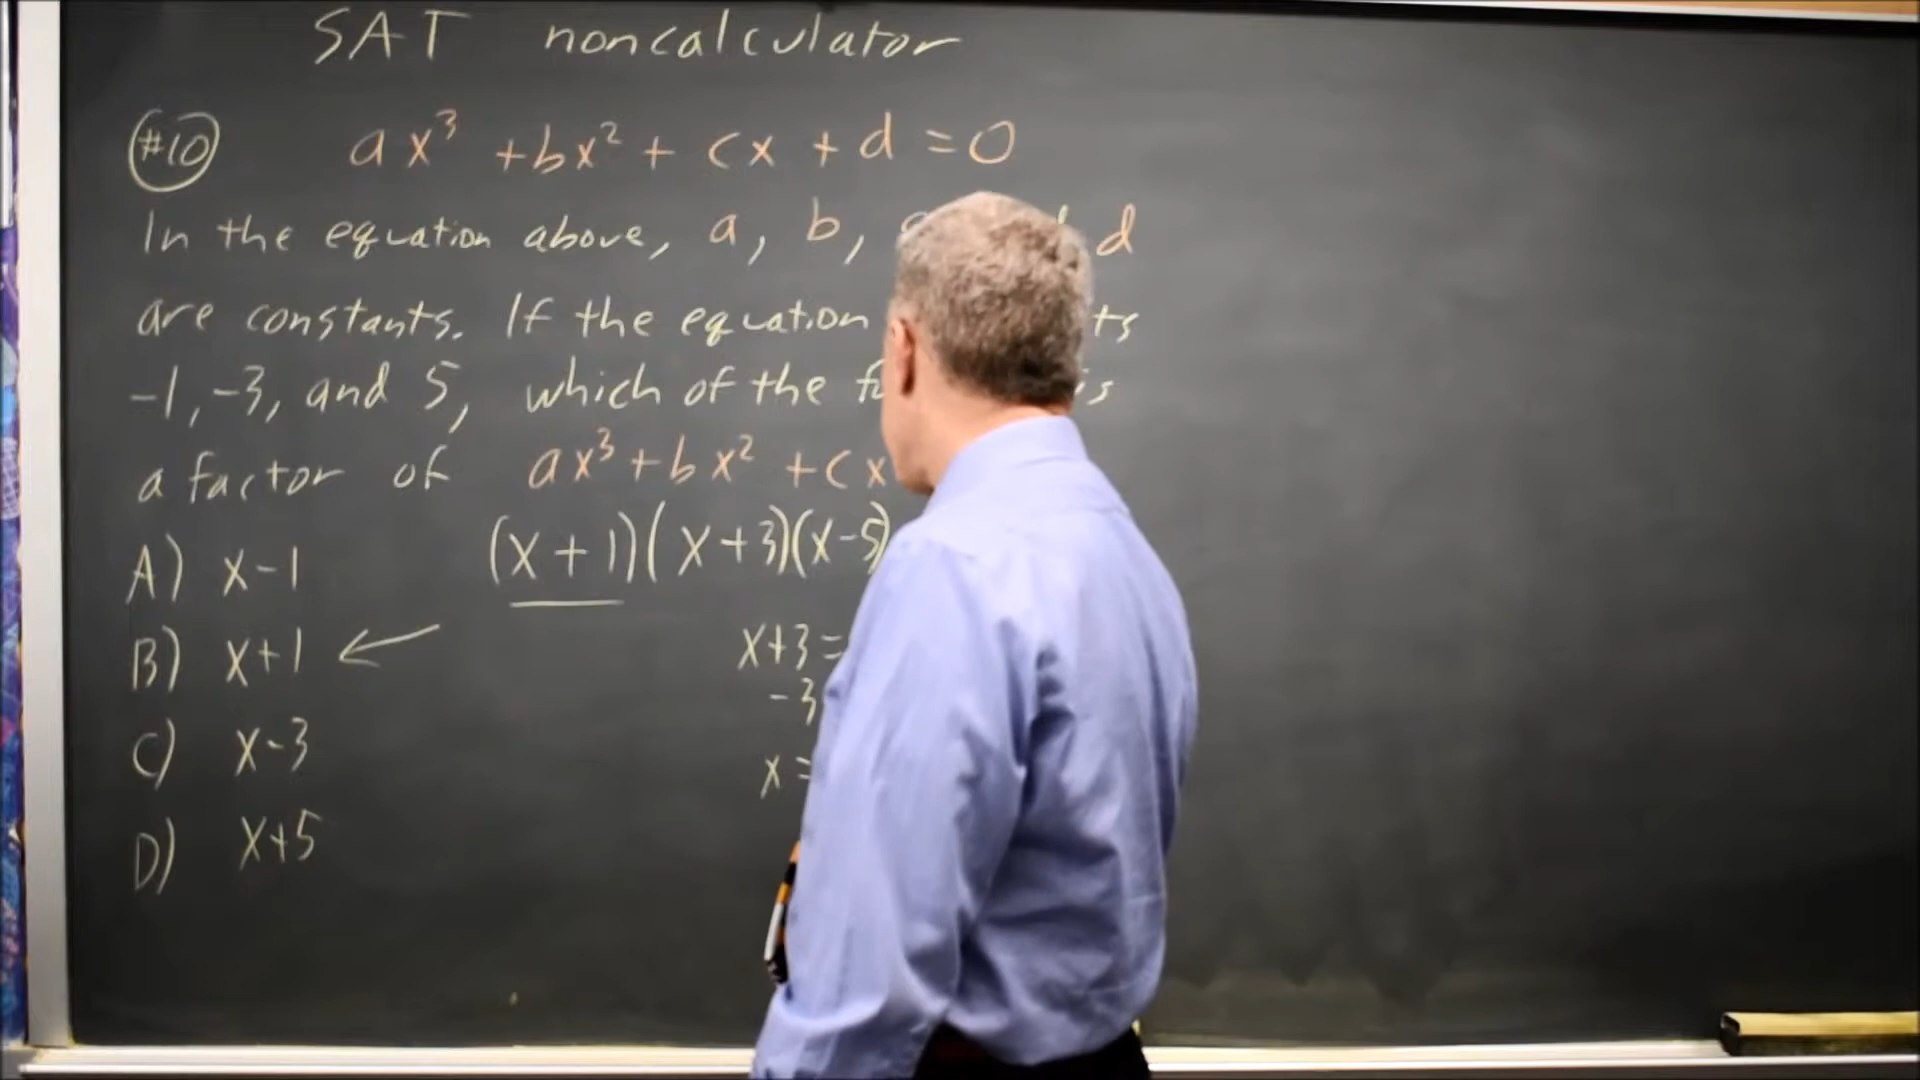 SAT noncalculator
#10 ax³ + bx² + cx + d = 0
In the equation above, a, b, d
are constants. If the equation
-1, -3, and 5, which of the
a factor of ax³ + bx² + cx
(x + 1)(x + 3)(x - 5)
A) x - 1
B) x + 1
x + 3 =
-3
C) x - 3
x =
D) x + 5